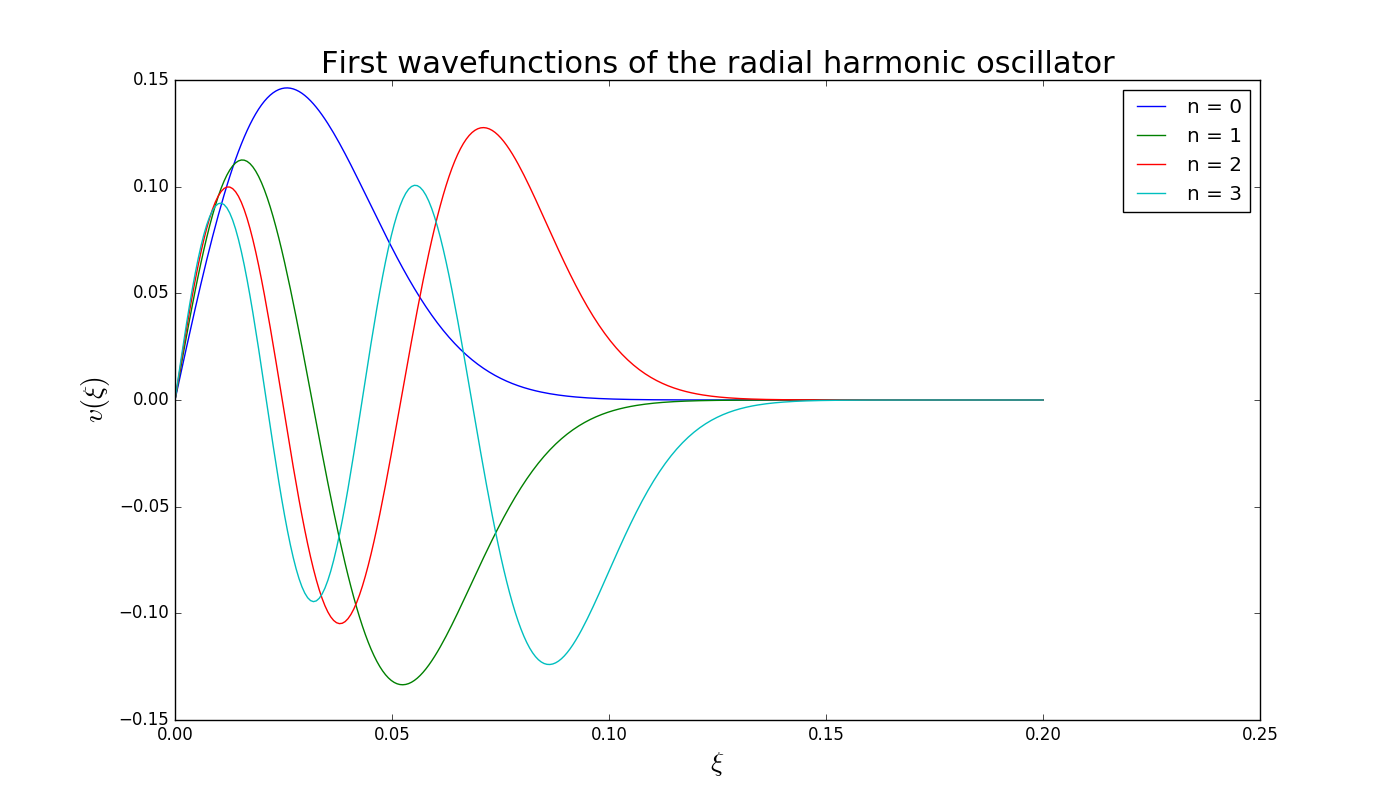 First wavefunctions of the radial harmonic oscillator
0.15
0.10
0.05
0.00
−0.05
−0.10
−0.15
v(ξ)
n = 0
n = 1
n = 2
n = 3
0.00 0.05 0.10 0.15 0.20 0.25
ξ